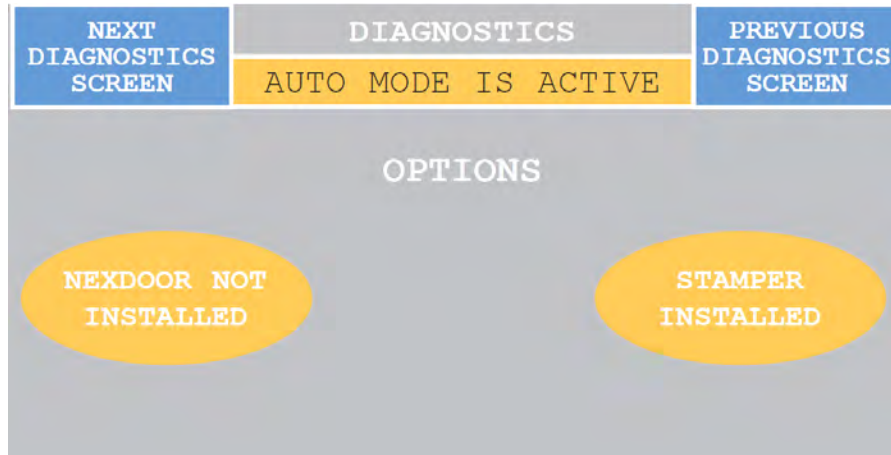 NEXT
DIAGNOSTICS
SCREEN
DIAGNOSTICS
AUTO MODE IS ACTIVE
PREVIOUS
DIAGNOSTICS
SCREEN
OPTIONS
NEXDOOR NOT
INSTALLED
STAMPER
INSTALLED